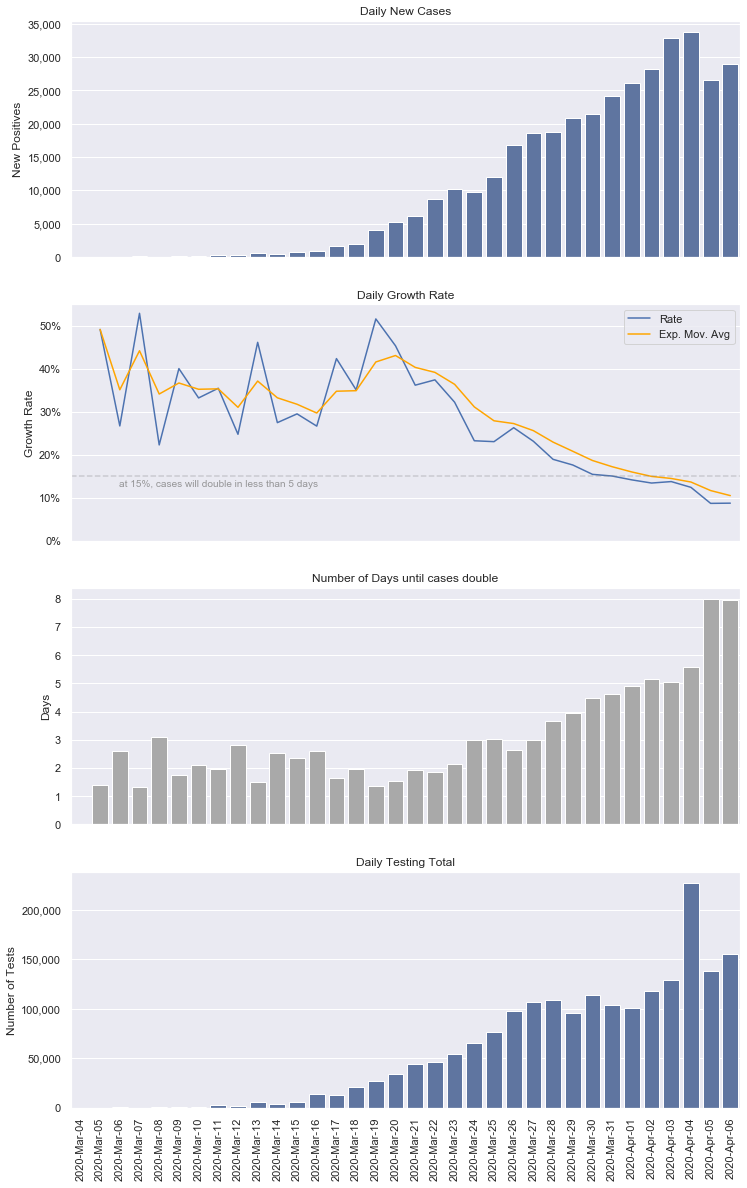 Daily New Cases
35,000
30,000
25,000
20,000
15,000
10,000
5,000
0
New Positives
Daily Growth Rate
50%
40%
30%
20%
10%
0%
Growth Rate
Rate
Exp. Mov. Avg
at 15%, cases will double in less than 5 days
Number of Days until cases double
8
7
6
5
4
3
2
1
0
Days
Daily Testing Total
200,000
150,000
100,000
50,000
0
Number of Tests
2020-Mar-04
2020-Mar-05
2020-Mar-06
2020-Mar-07
2020-Mar-08
2020-Mar-09
2020-Mar-10
2020-Mar-11
2020-Mar-12
2020-Mar-13
2020-Mar-14
2020-Mar-15
2020-Mar-16
2020-Mar-17
2020-Mar-18
2020-Mar-19
2020-Mar-20
2020-Mar-21
2020-Mar-22
2020-Mar-23
2020-Mar-24
2020-Mar-25
2020-Mar-26
2020-Mar-27
2020-Mar-28
2020-Mar-29
2020-Mar-30
2020-Mar-31
2020-Apr-01
2020-Apr-02
2020-Apr-03
2020-Apr-04
2020-Apr-05
2020-Apr-06